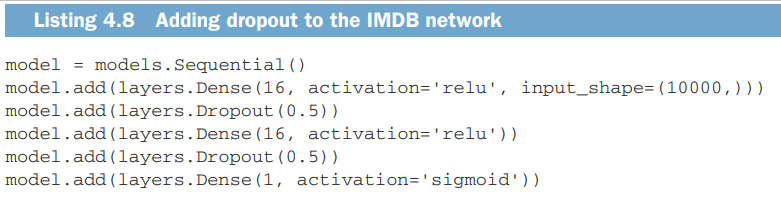 Listing 4.8 Adding dropout to the IMDB network
model = models.Sequential()
model.add(layers.Dense(16, activation='relu', input_shape=(10000,)))
model.add(layers.Dropout(0.5))
model.add(layers.Dense(16, activation='relu'))
model.add(layers.Dropout(0.5))
model.add(layers.Dense(1, activation='sigmoid'))